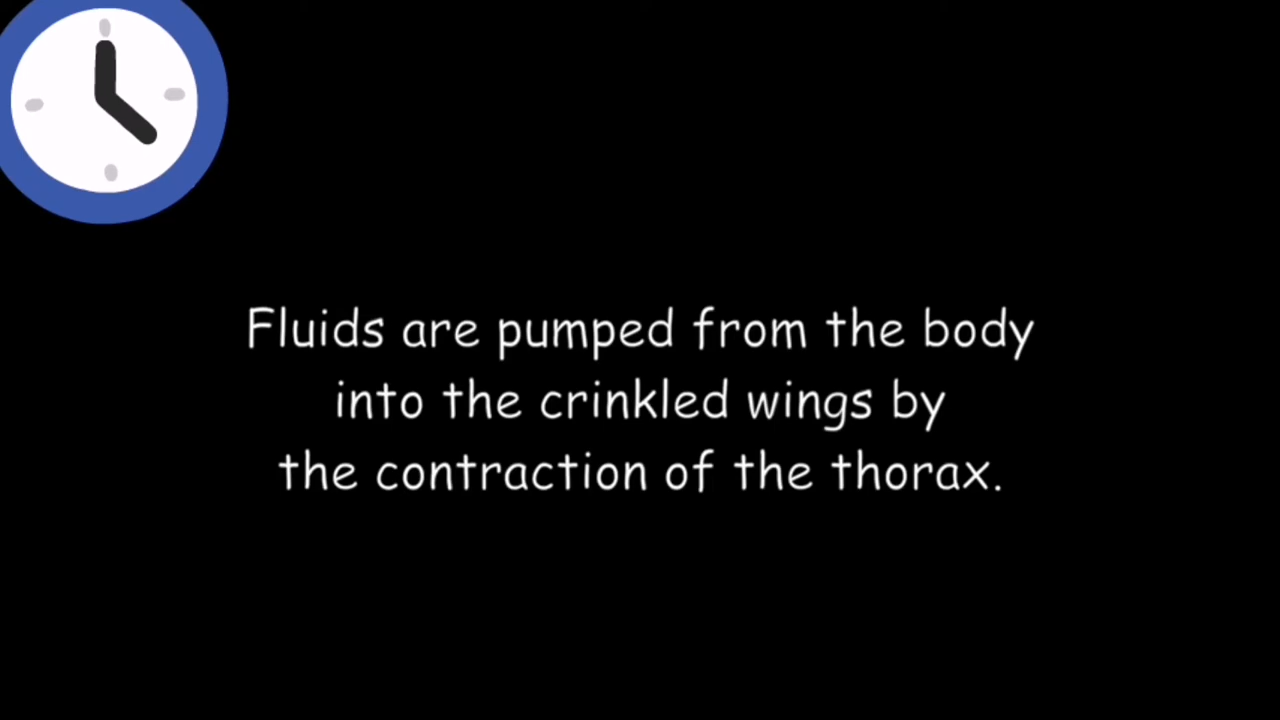 Fluids are pumped from the body
into the crinkled wings by
the contraction of the thorax.